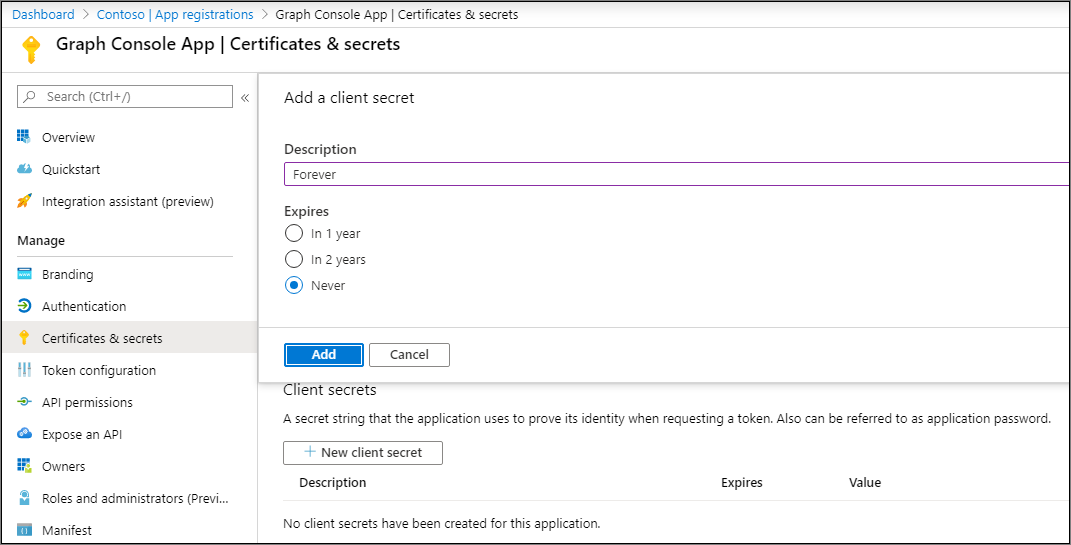 Dashboard > Contoso | App registrations > Graph Console App | Certificates & secrets
Graph Console App | Certificates & secrets
Search (Ctrl+/)
«
Overview
Quickstart
Integration assistant (preview)
Manage
Branding
Authentication
Certificates & secrets
Token configuration
API permissions
Expose an API
Owners
Roles and administrators (Previ...
Manifest
Add a client secret
Description
Forever
Expires
In 1 year
In 2 years
Never
Add Cancel
Client secrets
A secret string that the application uses to prove its identity when requesting a token. Also can be referred to as application password.
+ New client secret
Description Expires Value
No client secrets have been created for this application.